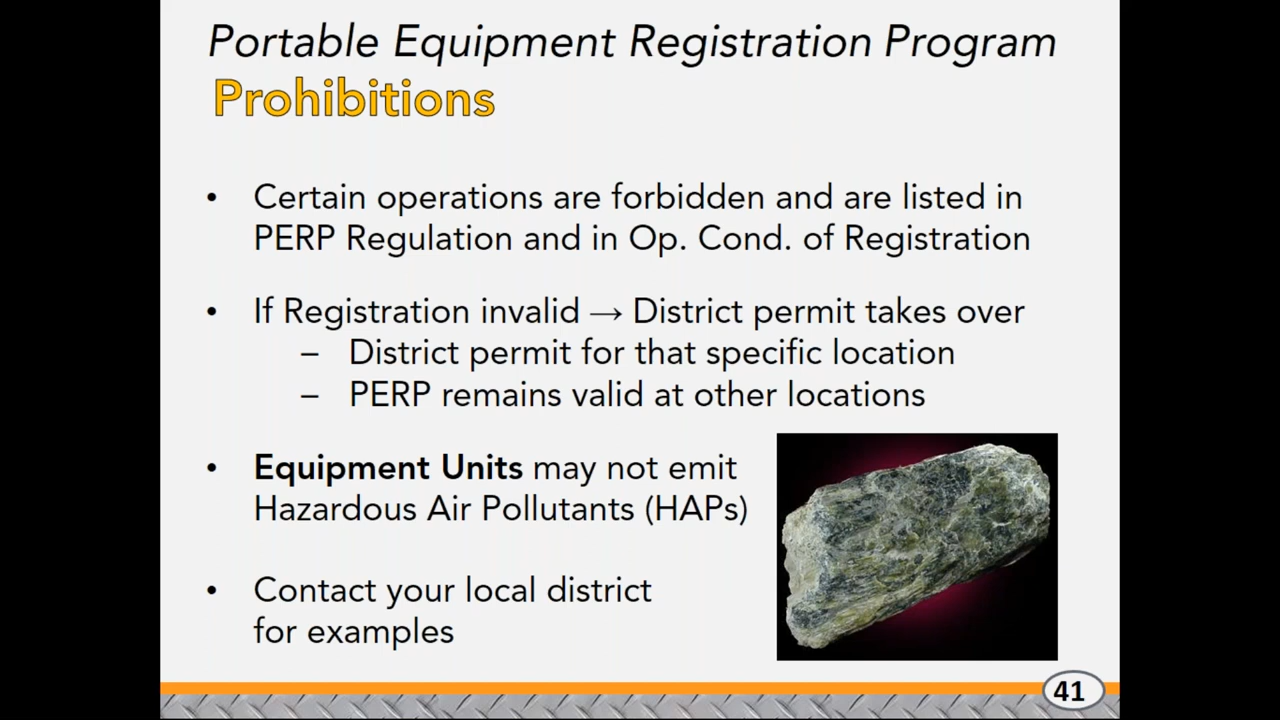 Portable Equipment Registration Program
Prohibitions
• Certain operations are forbidden and are listed in
PERP Regulation and in Op. Cond. of Registration
• If Registration invalid → District permit takes over
– District permit for that specific location
– PERP remains valid at other locations
• Equipment Units may not emit
Hazardous Air Pollutants (HAPs)
• Contact your local district
for examples
41